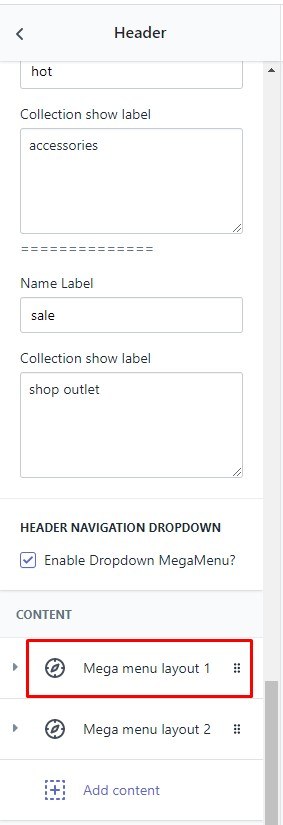 Header
hot
Collection show label
accessories
==============
Name Label
sale
Collection show label
shop outlet
HEADER NAVIGATION DROPDOWN
Enable Dropdown MegaMenu?
CONTENT
Mega menu layout 1
Mega menu layout 2
Add content